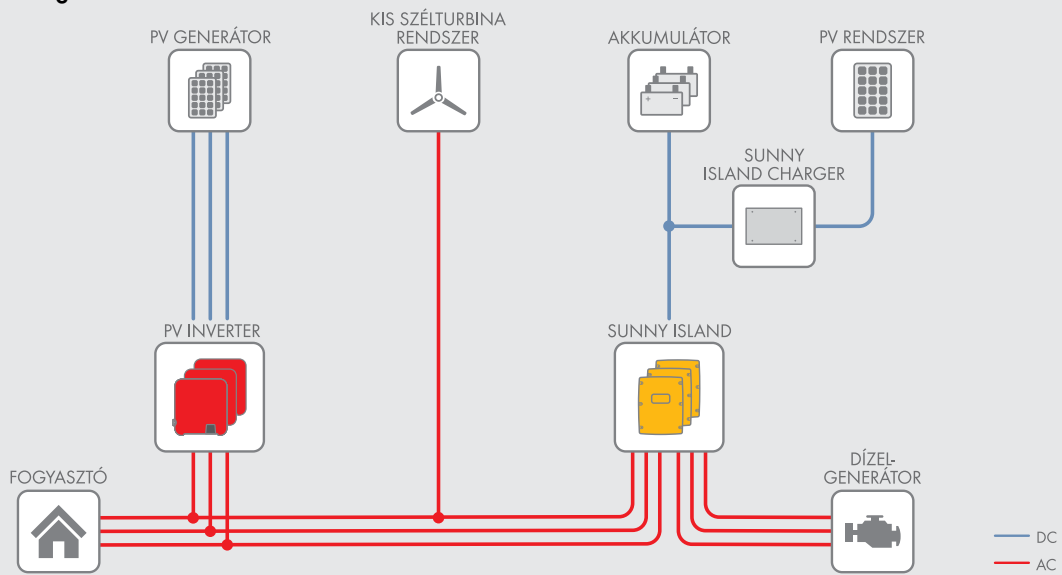 PV GENERÁTOR
KIS SZÉLTURBINA
RENDSZER
AKKUMULÁTOR
PV RENDSZER
SUNNY
ISLAND CHARGER
PV INVERTER
SUNNY ISLAND
FOGYASZTÓ
DÍZEL-
GENERÁTOR
DC
AC